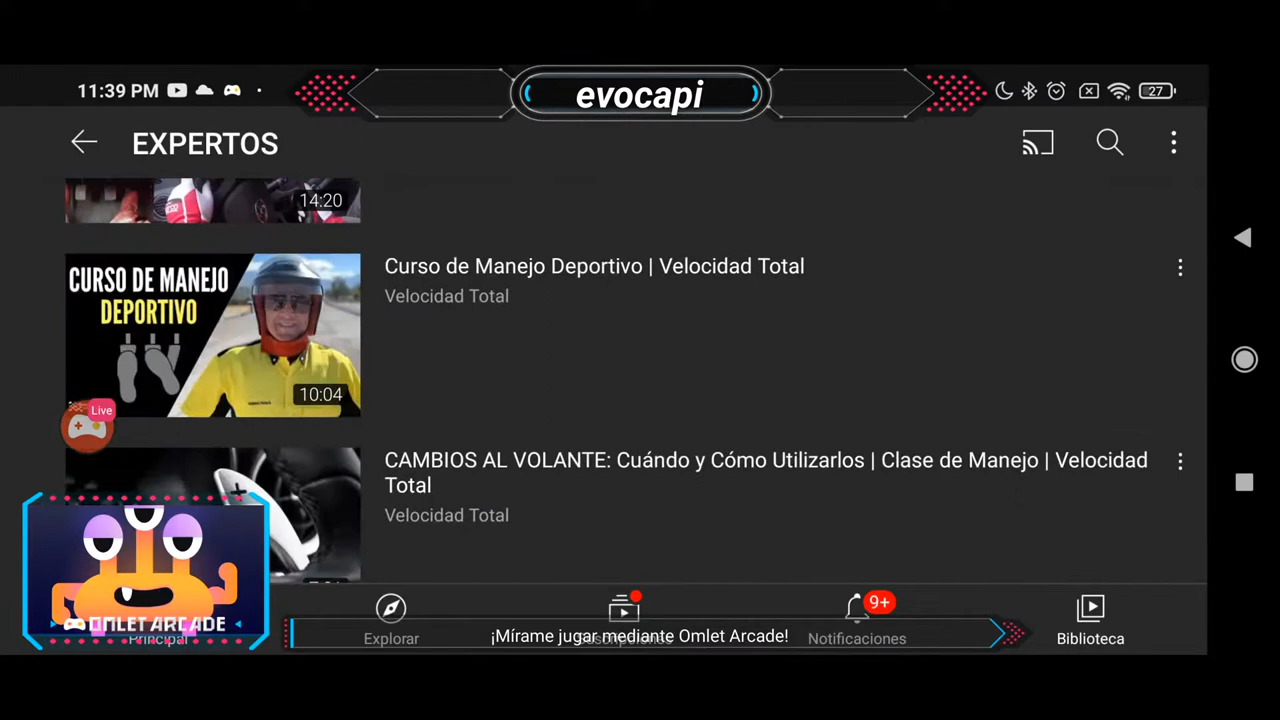 11:39 PM
evocapi
27
EXPERTOS
14:20
Curso de Manejo Deportivo | Velocidad Total
Velocidad Total
CURSO DE MANEJO
DEPORTIVO
10:04
Live
CAMBIOS AL VOLANTE: Cuándo y Cómo Utilizarlos | Clase de Manejo | Velocidad
Total
Velocidad Total
OMLET ARCADE
Principal
Explorar
¡Mírame jugar mediante Omlet Arcade!
9+
Notificaciones
Biblioteca